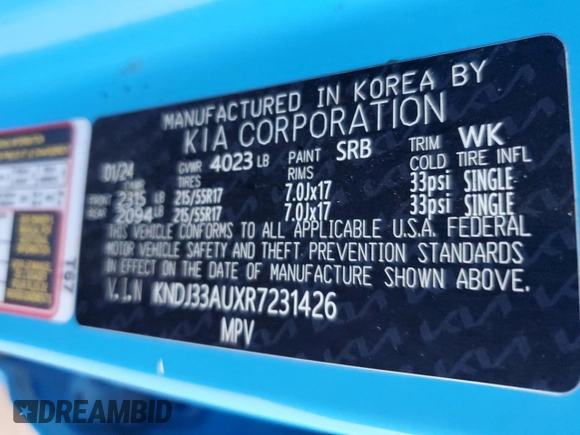 MANUFACTURED IN KOREA BY
KIA CORPORATION
01/24 GVWR 4023 LB PAINT SRB TRIM WK
TIRES RIMS COLD TIRE INFL
FRONT 2315 LB 215/55R17 7.0Jx17 33psi SINGLE
REAR 2094 LB 215/55R17 7.0Jx17 33psi SINGLE
THIS VEHICLE CONFORMS TO ALL APPLICABLE U.S.A. FEDERAL
MOTOR VEHICLE SAFETY AND THEFT PREVENTION STANDARDS
IN EFFECT ON THE DATE OF MANUFACTURE SHOWN ABOVE.
V.I.N KNDJ33AUXR7231426
MPV
T67
DREAMBID